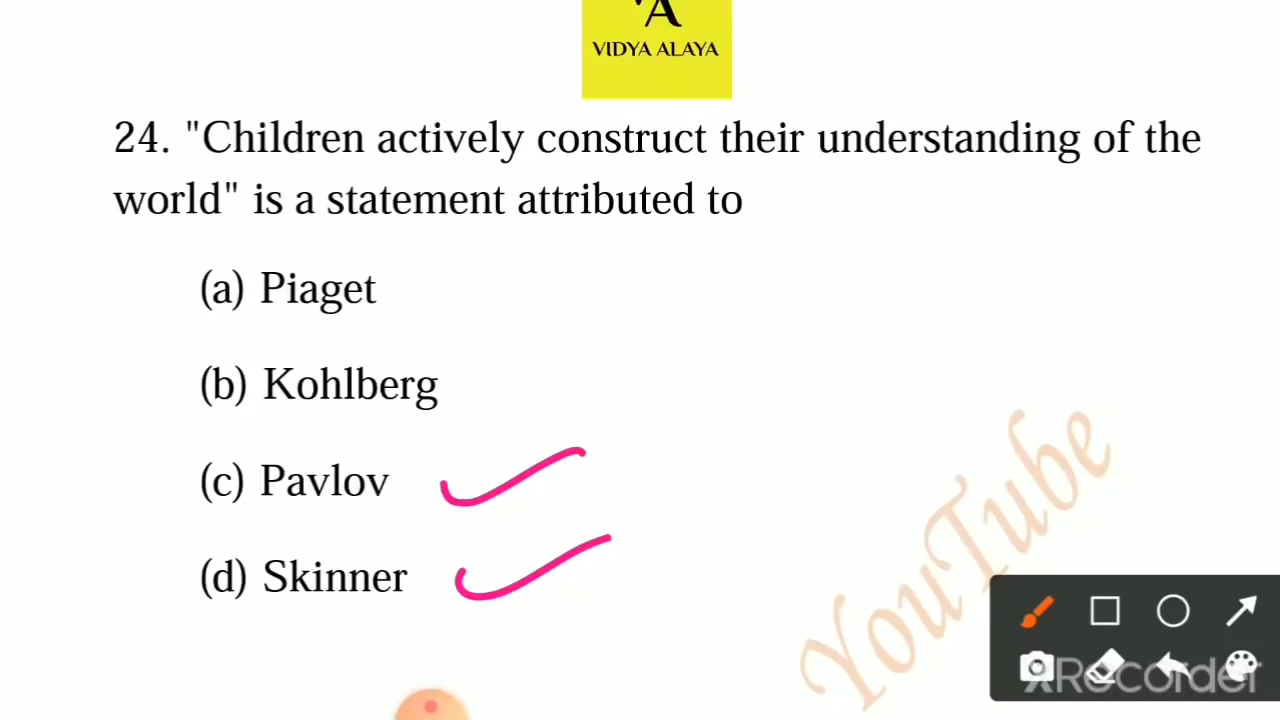 VA
VIDYA ALAYA
24. "Children actively construct their understanding of the
world" is a statement attributed to
(a) Piaget
(b) Kohlberg
(c) Pavlov
(d) Skinner
YouTube
XRecorder